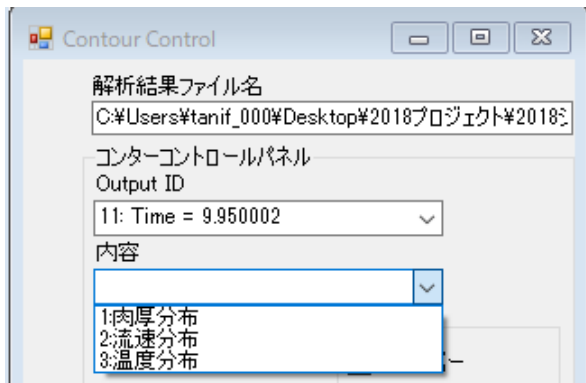 Contour Control
解析結果ファイル名
C:¥Users¥tanif_000¥Desktop¥2018プロジェクト¥2018
コンターコントロールパネル
Output ID
11: Time = 9.950002
内容
1:肉厚分布
2:流速分布
3:温度分布